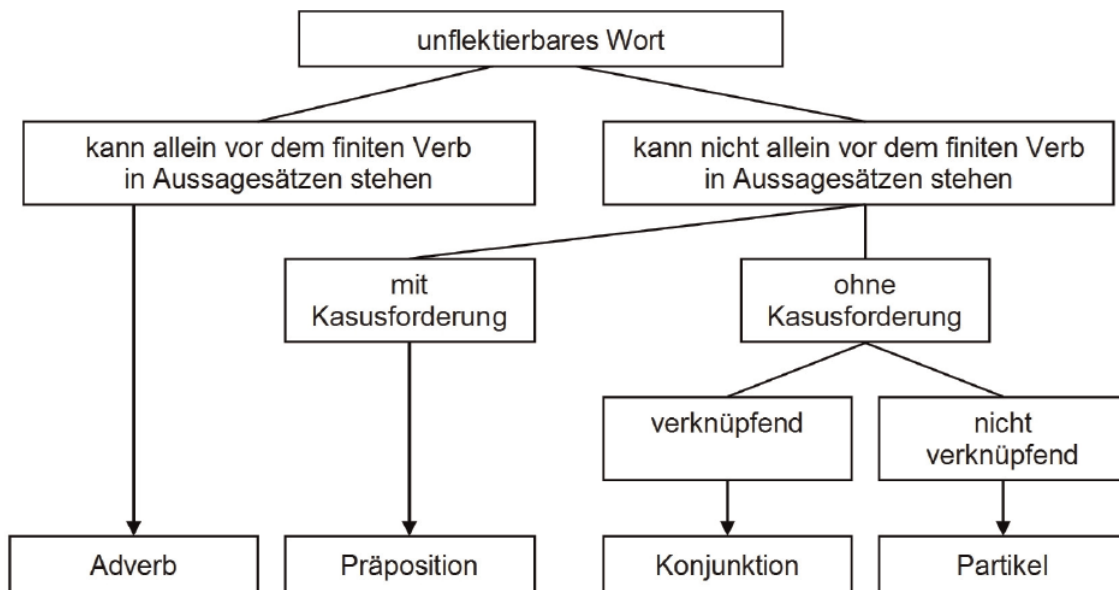 unflektierbares Wort
kann allein vor dem finiten Verb
in Aussagesätzen stehen
kann nicht allein vor dem finiten Verb
in Aussagesätzen stehen
mit
Kasusforderung
ohne
Kasusforderung
verknüpfend
nicht
verknüpfend
Adverb
Präposition
Konjunktion
Partikel